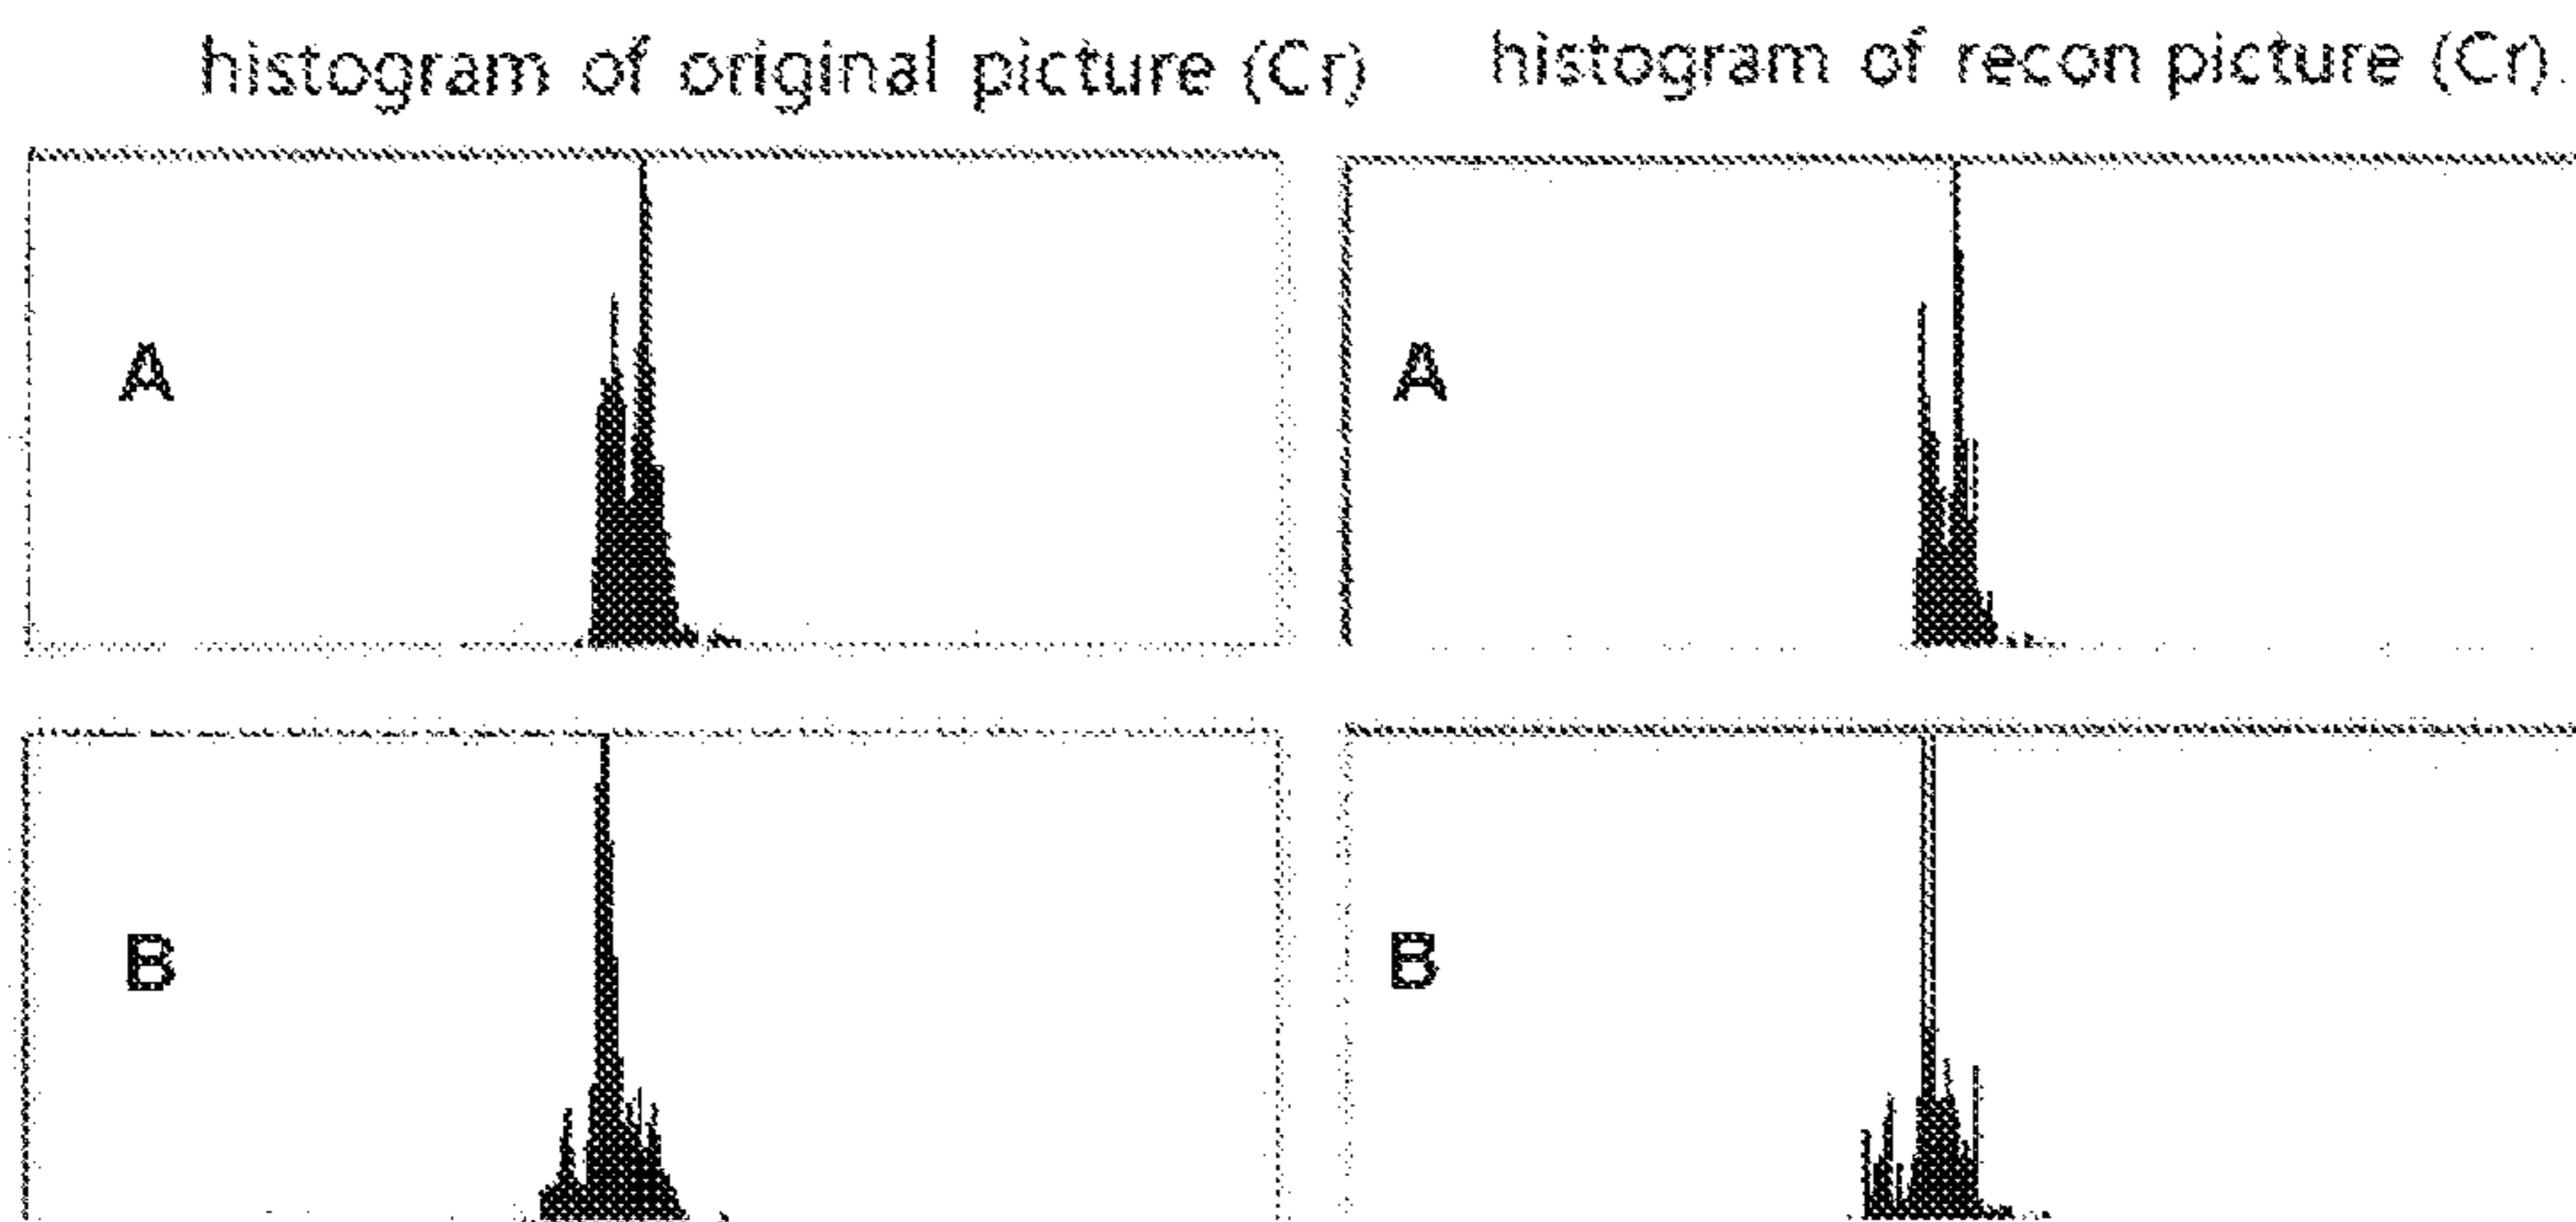 histogram of original picture (Cr)
histogram of recon picture (Cr)
A
A
B
B